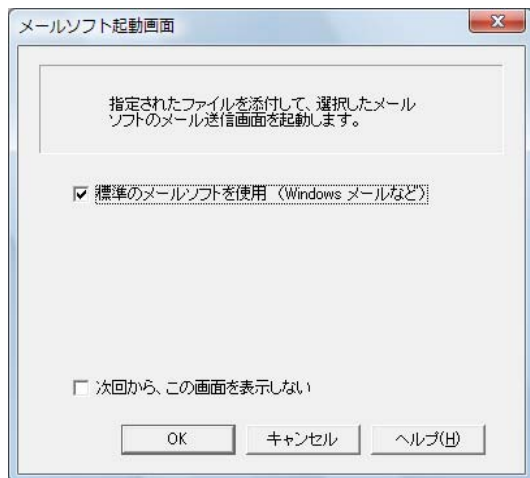 メールソフト起動画面
指定されたファイルを添付して、選択したメール
ソフトのメール送信画面を起動します。
標準のメールソフトを使用 (Windows メールなど)
次回から、この画面を表示しない
OK キャンセル ヘルプ(H)